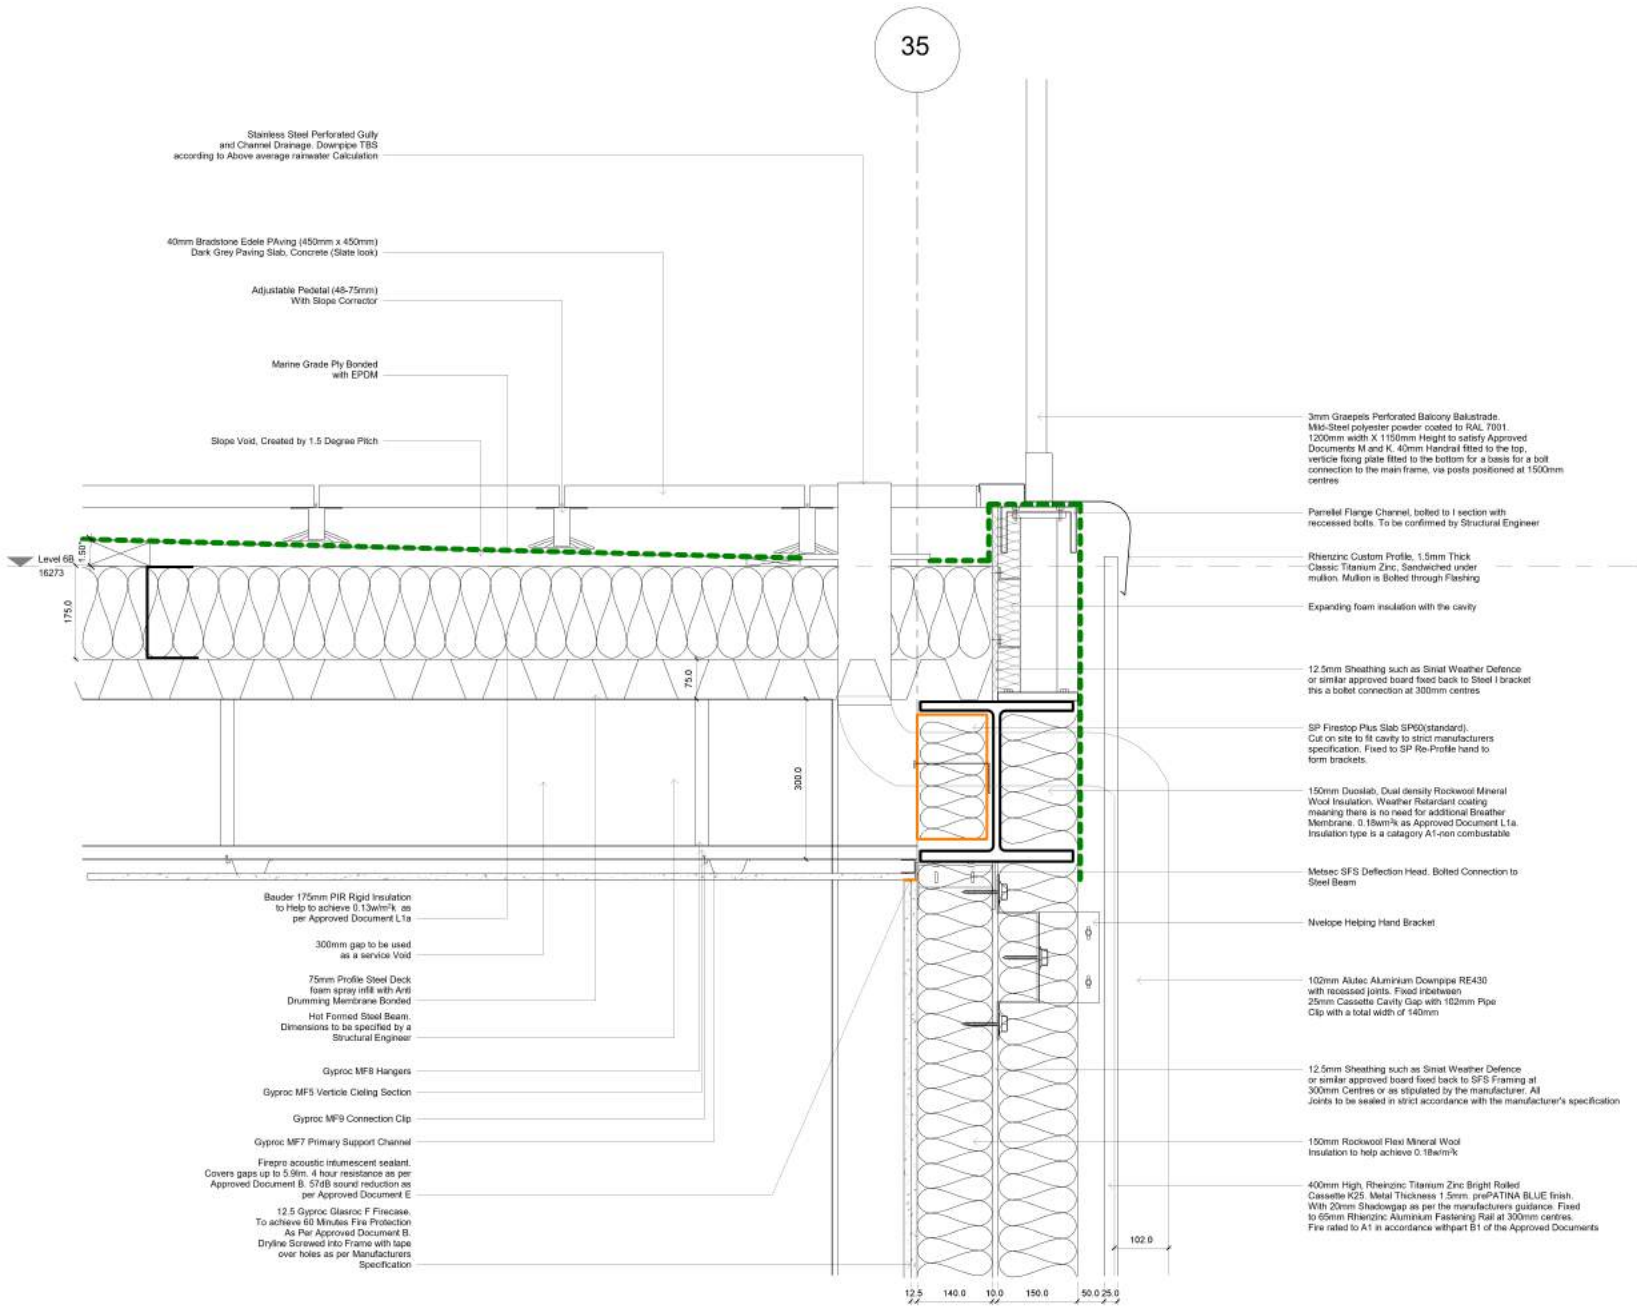 35
Stainless Steel Perforated Gully
and Channel Drainage. Downpipe TBS
according to Above average rainwater Calculation
40mm Bradstone Edele PAving (450mm x 450mm)
Dark Grey Paving Slab, Concrete (Slate look)
Adjustable Pedetal (48-75mm)
With Slope Corrector
Marine Grade Ply Bonded
with EPDM
Slope Void, Created by 1.5 Degree Pitch
1.50°
Level 6B
16273
175.0
75.0
300.0
Bauder 175mm PIR Rigid Insulation
to Help to achieve 0.13w/m²k as
per Approved Document L1a
300mm gap to be used
as a service Void
75mm Profile Steel Deck
foam spray infill with Anti
Drumming Membrane Bonded
Hot Formed Steel Beam.
Dimensions to be specified by a
Structural Engineer
Gyproc MF8 Hangers
Gyproc MF5 Verticle Cieling Section
Gyproc MF9 Connection Clip
Gyproc MF7 Primary Support Channel
Firepro acoustic intumescent sealant.
Covers gaps up to 5.9lm. 4 hour resistance as per
Approved Document B. 57dB sound reduction as
per Approved Document E
12.5 Gyproc Glasroc F Firecase.
To achieve 60 Minutes Fire Protection
As Per Approved Document B.
Dryline Screwed into Frame with tape
over holes as per Manufacturers
Specification
3mm Graepels Perforated Balcony Balustrade.
Mild-Steel polyester powder coated to RAL 7001.
1200mm width X 1150mm Height to satisfy Approved
Documents M and K. 40mm Handrail fitted to the top,
verticle fixing plate fitted to the bottom for a basis for a bolt
connection to the main frame, via posts positioned at 1500mm
centres
Parrellel Flange Channel, bolted to I section with
reccessed bolts. To be confirmed by Structural Engineer
Rhienzinc Custom Profile, 1.5mm Thick
Classic Titanium Zinc, Sandwiched under
mullion. Mullion is Bolted through Flashing
Expanding foam insulation with the cavity
12.5mm Sheathing such as Siniat Weather Defence
or similar approved board fixed back to Steel I bracket
this a boltet connection at 300mm centres
SP Firestop Plus Slab SP60(standard).
Cut on site to fit cavity to strict manufacturers
specification. Fixed to SP Re-Profile hand to
form brackets.
150mm Duoslab, Dual density Rockwool Mineral
Wool Insulation. Weather Retardant coating
meaning there is no need for additional Breather
Membrane. 0.18wm²k as Approved Document L1a.
Insulation type is a catagory A1-non combustable
Metsec SFS Deflection Head. Bolted Connection to
Steel Beam
Nvelope Helping Hand Bracket
102mm Alutec Aluminium Downpipe RE430
with recessed joints. Fixed inbetween
25mm Cassette Cavity Gap with 102mm Pipe
Clip with a total width of 140mm
12.5mm Sheathing such as Siniat Weather Defence
or similar approved board fixed back to SFS Framing at
300mm Centres or as stipulated by the manufacturer. All
Joints to be sealed in strict accordance with the manufacturer's specification
150mm Rockwool Flexi Mineral Wool
Insulation to help achieve 0.18w/m²k
400mm High, Rheinzinc Titanium Zinc Bright Rolled
Cassette K25. Metal Thickness 1.5mm. prePATINA BLUE finish.
With 20mm Shadowgap as per the manufacturers guidance. Fixed
to 65mm Rhienzinc Aluminium Fastening Rail at 300mm centres.
Fire rated to A1 in accordance withpart B1 of the Approved Documents
102.0
12.5 140.0 10.0 150.0 50.0 25.0